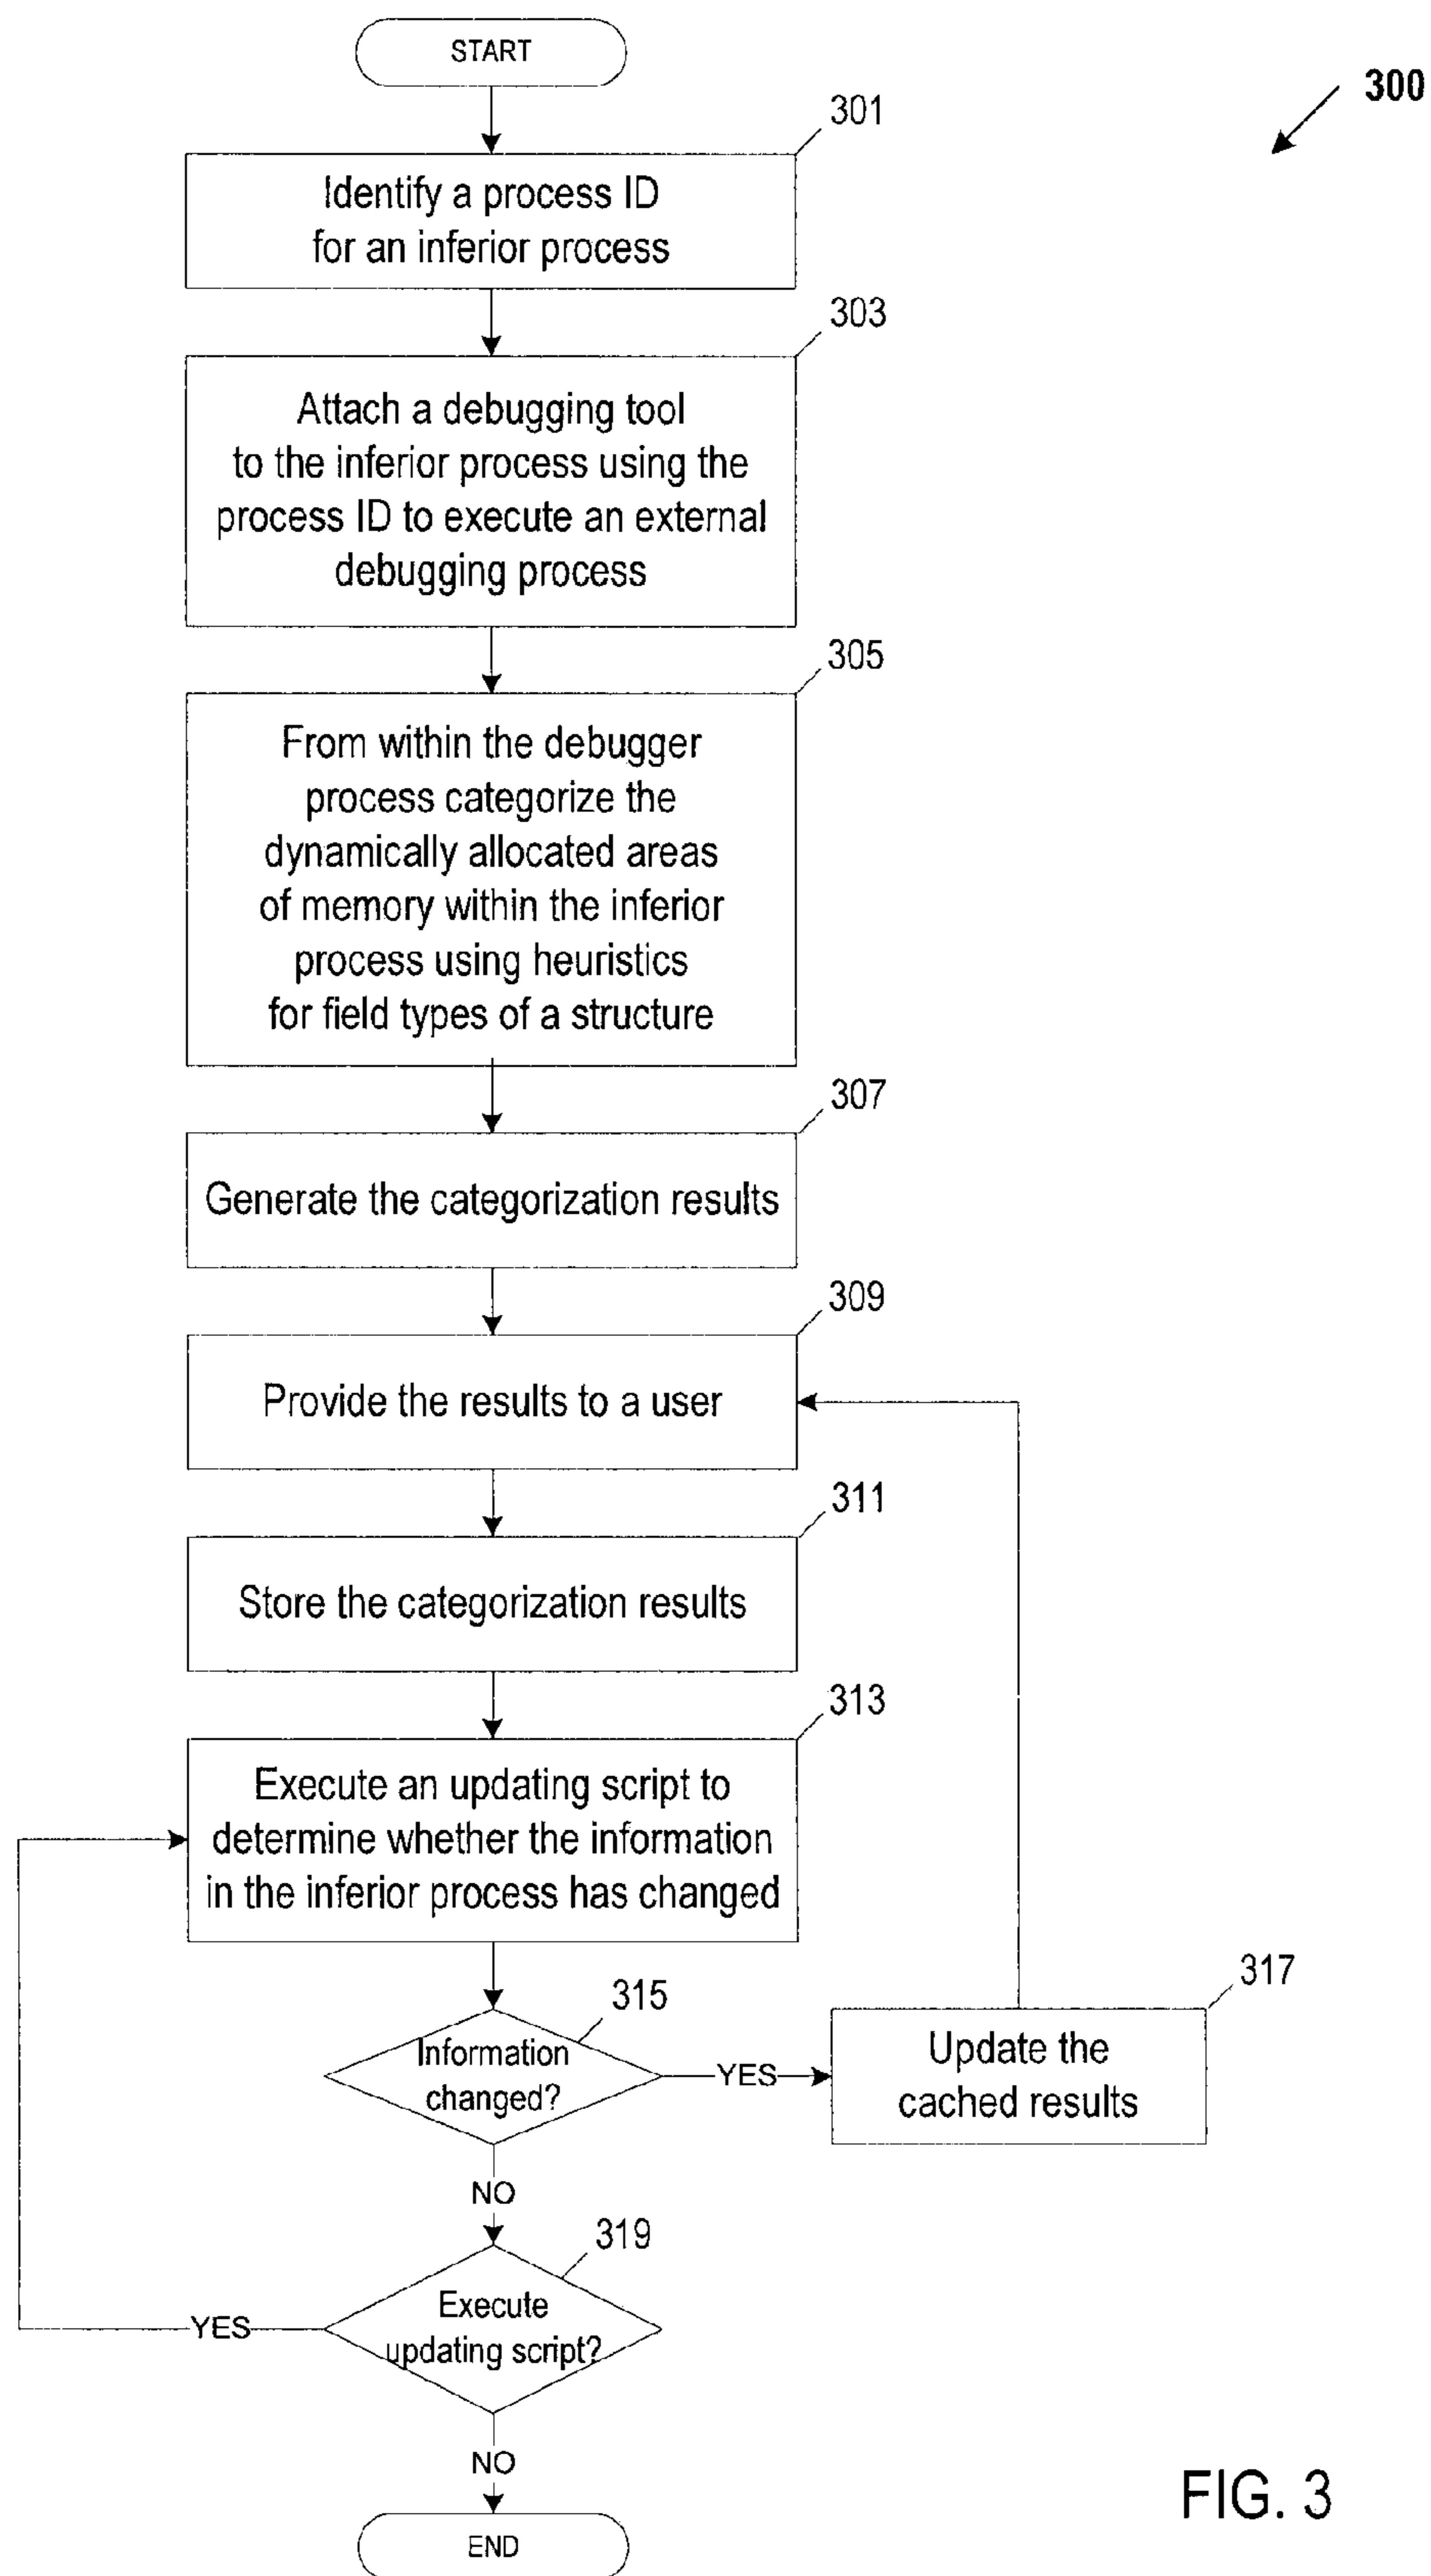 START
300
301
Identify a process ID
for an inferior process
303
Attach a debugging tool
to the inferior process using the
process ID to execute an external
debugging process
305
From within the debugger
process categorize the
dynamically allocated areas
of memory within the inferior
process using heuristics
for field types of a structure
307
Generate the categorization results
309
Provide the results to a user
311
Store the categorization results
313
Execute an updating script to
determine whether the information
in the inferior process has changed
315
Information
changed?
YES
317
Update the
cached results
NO
319
Execute
updating script?
YES
NO
END
FIG. 3